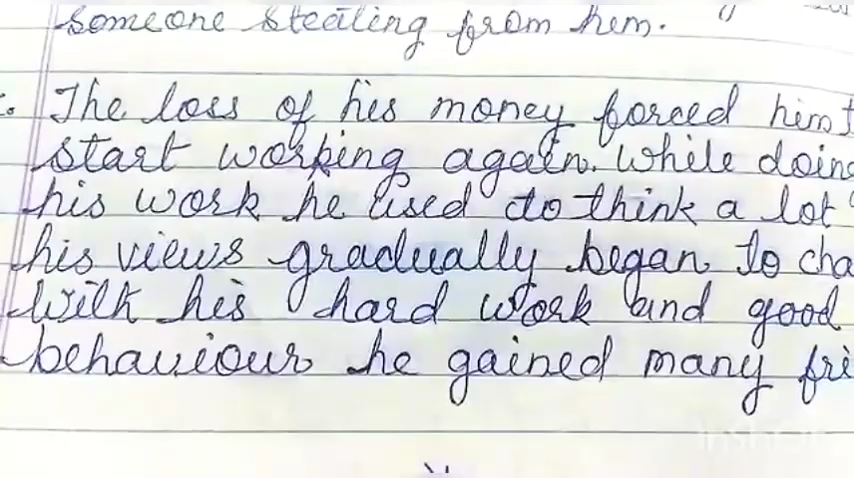 someone stealing from him.
The loss of his money forced him t
start working again. While doing
his work he used to think a lot
his views gradually began to cha
With his hard work and good
behaviour he gained many fri
InShOt